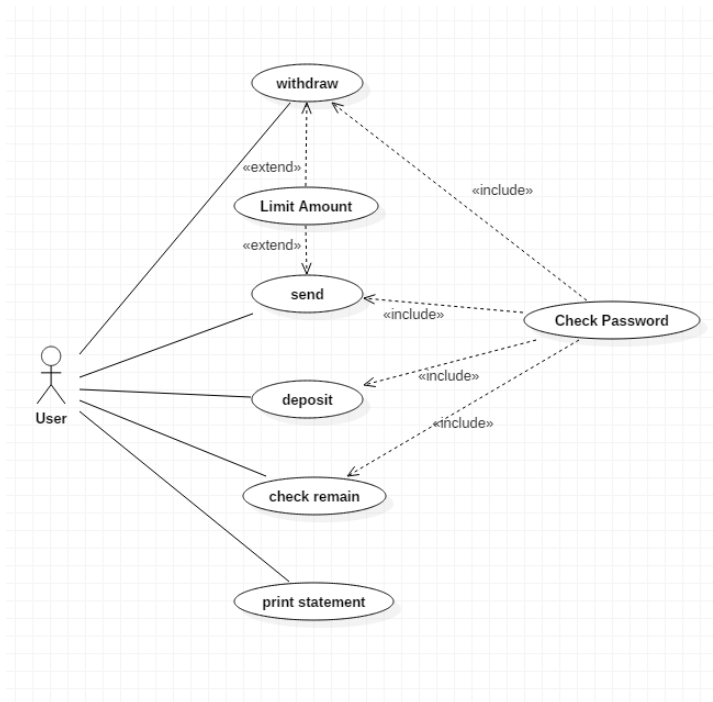 withdraw
«extend»
«include»
Limit Amount
«extend»
send
«include»
Check Password
«include»
deposit
User
«include»
check remain
print statement